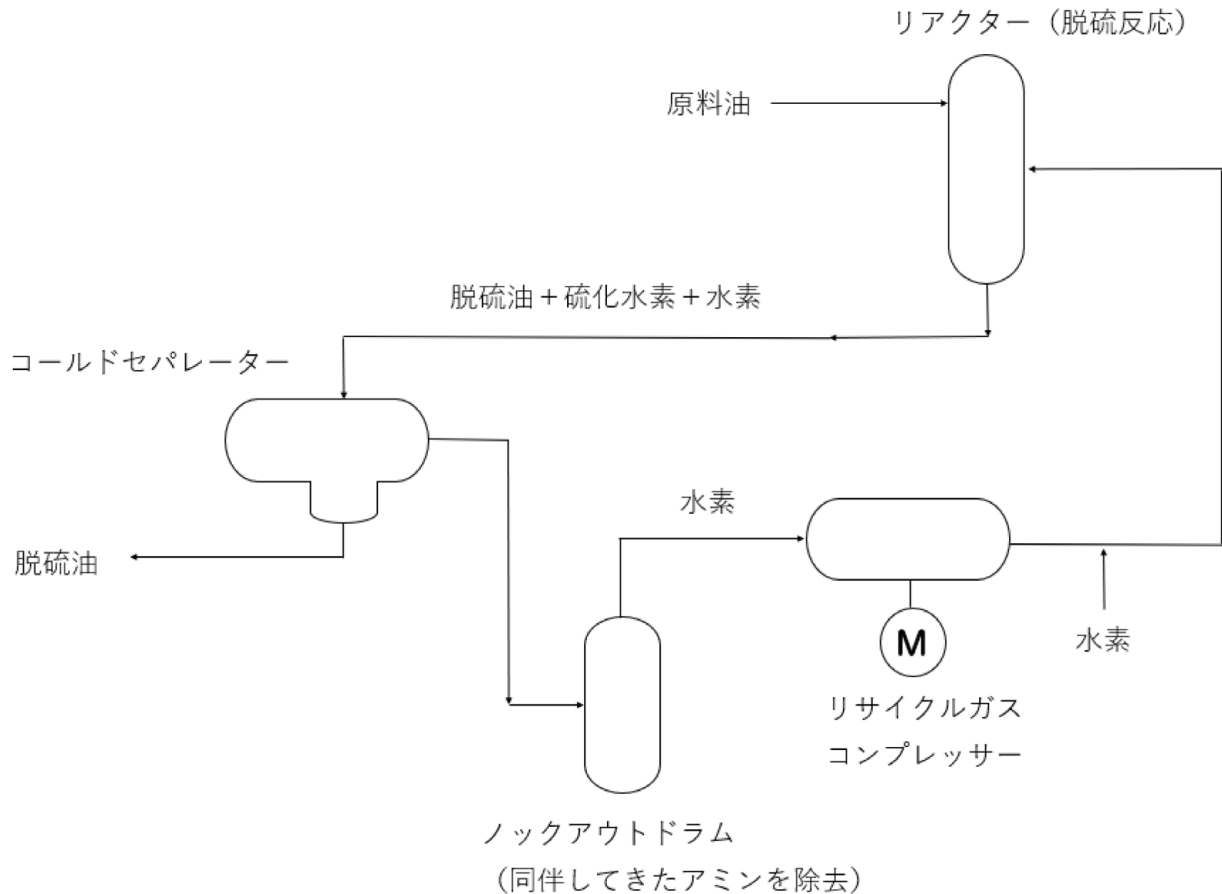 リアクター（脱硫反応）
原料油
脱硫油＋硫化水素＋水素
コールドセパレーター
水素
脱硫油
M
水素
リサイクルガス
コンプレッサー
ノックアウトドラム
（同伴してきたアミンを除去）